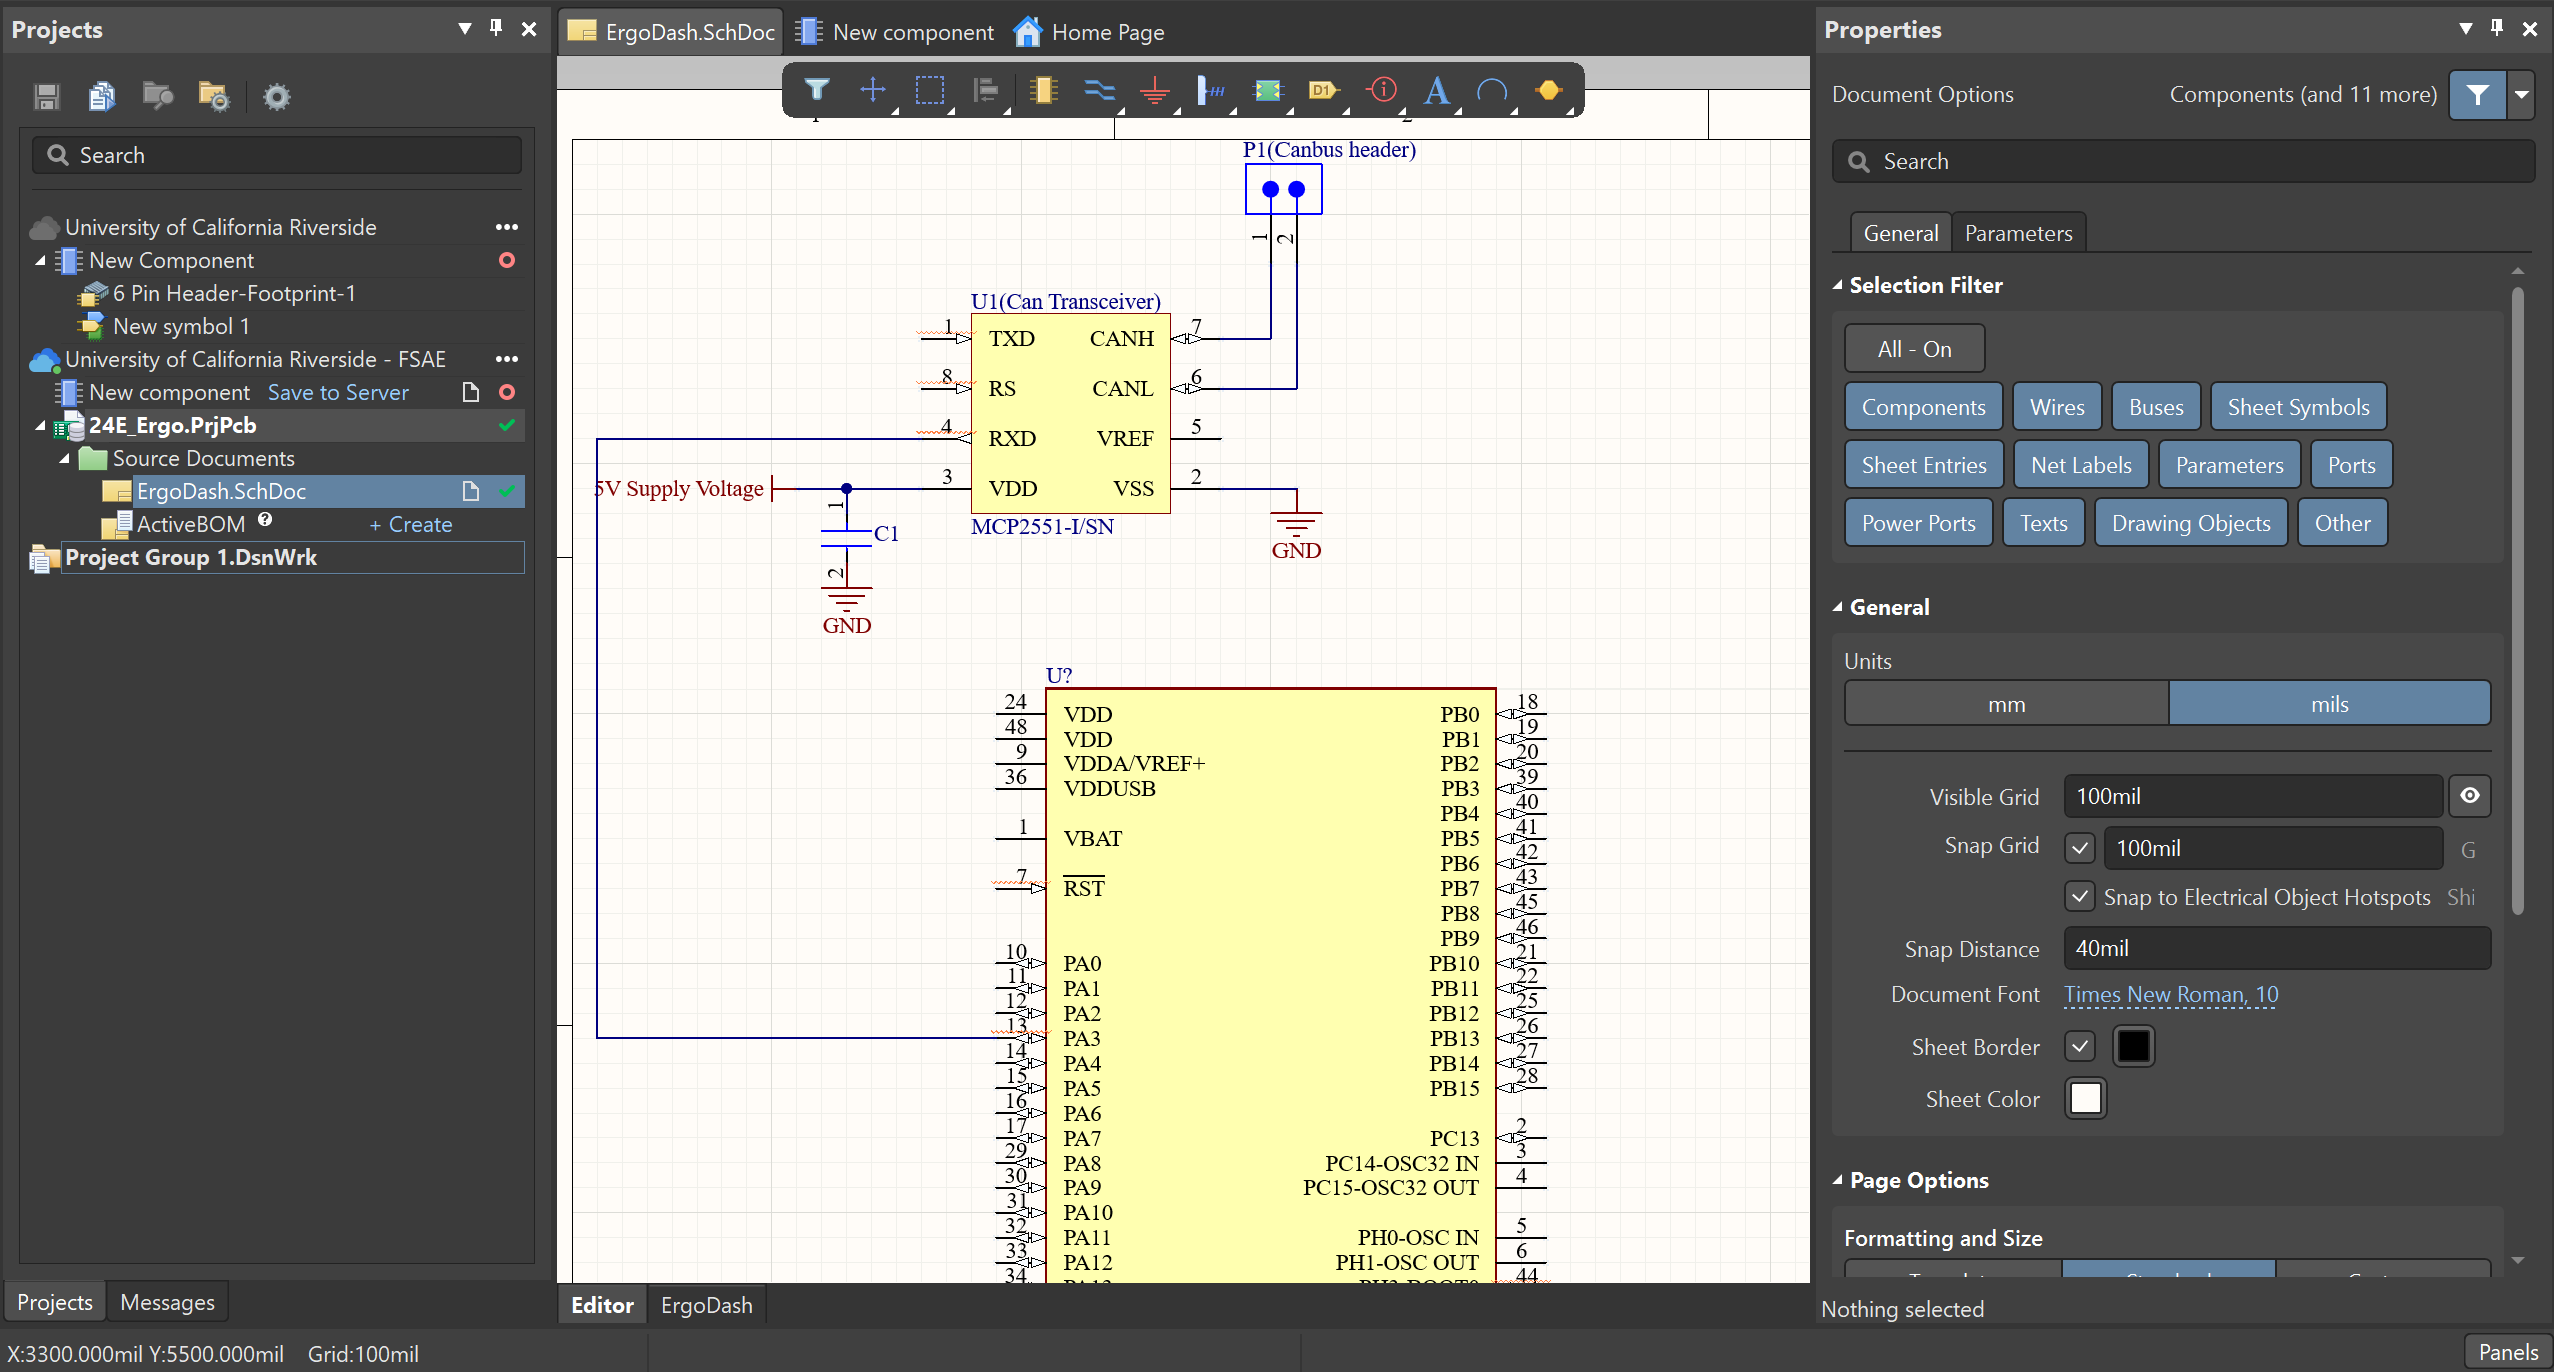 Projects
Search
University of California Riverside
New Component
6 Pin Header-Footprint-1
New symbol 1
University of California Riverside - FSAE
New component Save to Server
24E_Ergo.PrjPcb
Source Documents
ErgoDash.SchDoc
ActiveBOM + Create
Project Group 1.DsnWrk
Projects Messages
X:3300.000mil Y:5500.000mil Grid:100mil
ErgoDash.SchDoc New component Home Page
D1
A
P1(Canbus header)
1 2
U1(Can Transceiver)
1 TXD CANH 7
8 RS CANL 6
4 RXD VREF 5
5V Supply Voltage 3 VDD VSS 2
MCP2551-I/SN
1
C1
2
GND
GND
U?
24 VDD PB0 18
48 VDD PB1 19
9 VDDA/VREF+ PB2 20
36 VDDUSB PB3 39
PB4 40
1 VBAT PB5 41
PB6 42
7 RST PB7 43
PB8 45
PB9 46
10 PA0 PB10 21
11 PA1 PB11 22
12 PA2 PB12 25
13 PA3 PB13 26
14 PA4 PB14 27
15 PA5 PB15 28
16 PA6
17 PA7 PC13 2
29 PA8 PC14-OSC32 IN 3
30 PA9 PC15-OSC32 OUT 4
31 PA10
32 PA11 PH0-OSC IN 5
33 PA12 PH1-OSC OUT 6
34 44
Editor ErgoDash
Properties
Document Options Components (and 11 more)
Search
General Parameters
Selection Filter
All - On
Components Wires Buses Sheet Symbols
Sheet Entries Net Labels Parameters Ports
Power Ports Texts Drawing Objects Other
General
Units
mm mils
Visible Grid 100mil
Snap Grid 100mil G
Snap to Electrical Object Hotspots Shi
Snap Distance 40mil
Document Font Times New Roman, 10
Sheet Border
Sheet Color
Page Options
Formatting and Size
Nothing selected
Panels